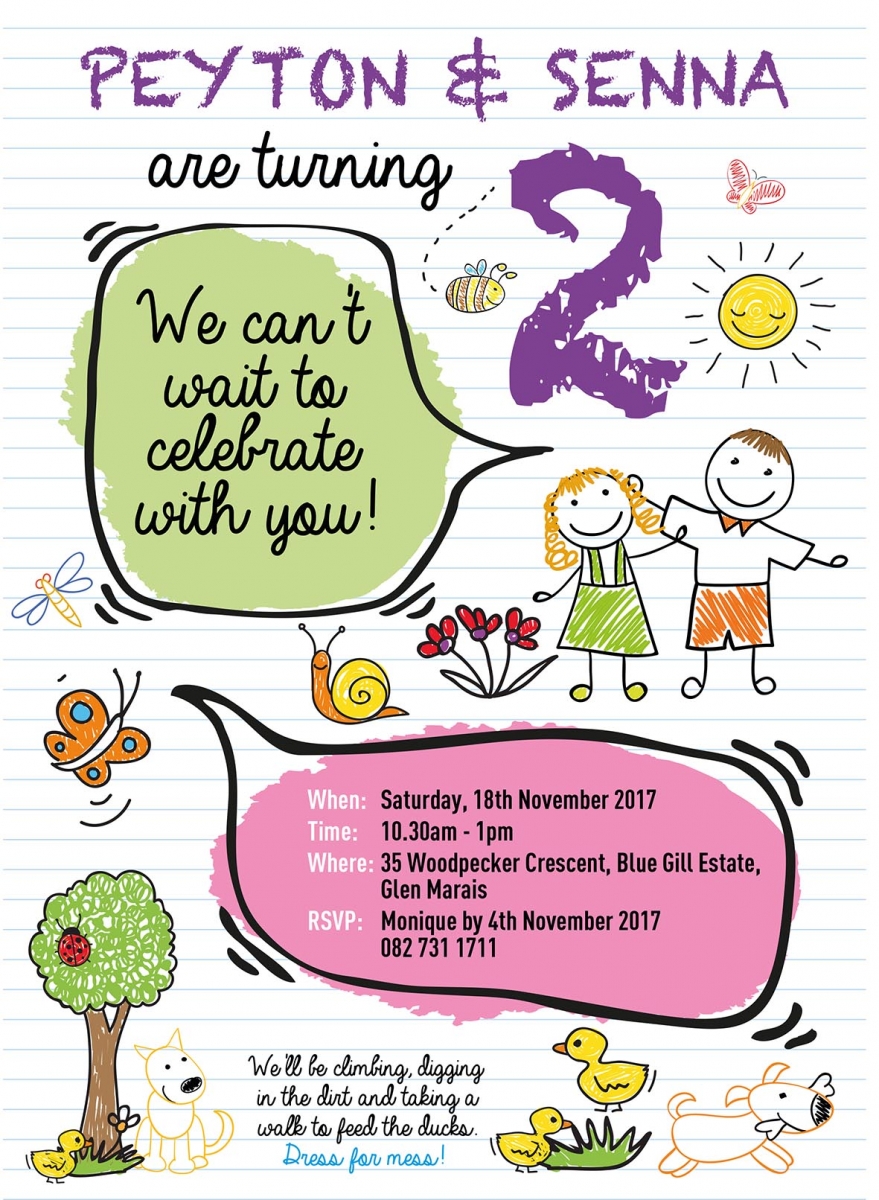 PEYTON & SENNA
are turning
2
We can't
wait to
celebrate
with you!
When: Saturday, 18th November 2017
Time: 10.30am - 1pm
Where: 35 Woodpecker Crescent, Blue Gill Estate,
Glen Marais
RSVP: Monique by 4th November 2017
082 731 1711
We'll be climbing, digging
in the dirt and taking a
walk to feed the ducks.
Dress for mess!